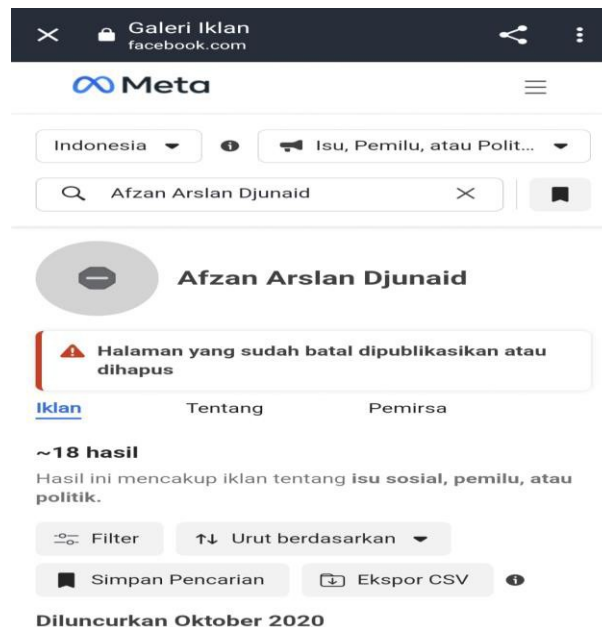 Galeri Iklan
facebook.com
Meta
Indonesia
Isu, Pemilu, atau Polit...
Afzan Arslan Djunaid
Afzan Arslan Djunaid
Halaman yang sudah batal dipublikasikan atau
dihapus
Iklan Tentang Pemirsa
~18 hasil
Hasil ini mencakup iklan tentang isu sosial, pemilu, atau
politik.
Filter Urut berdasarkan
Simpan Pencarian Ekspor CSV
Diluncurkan Oktober 2020